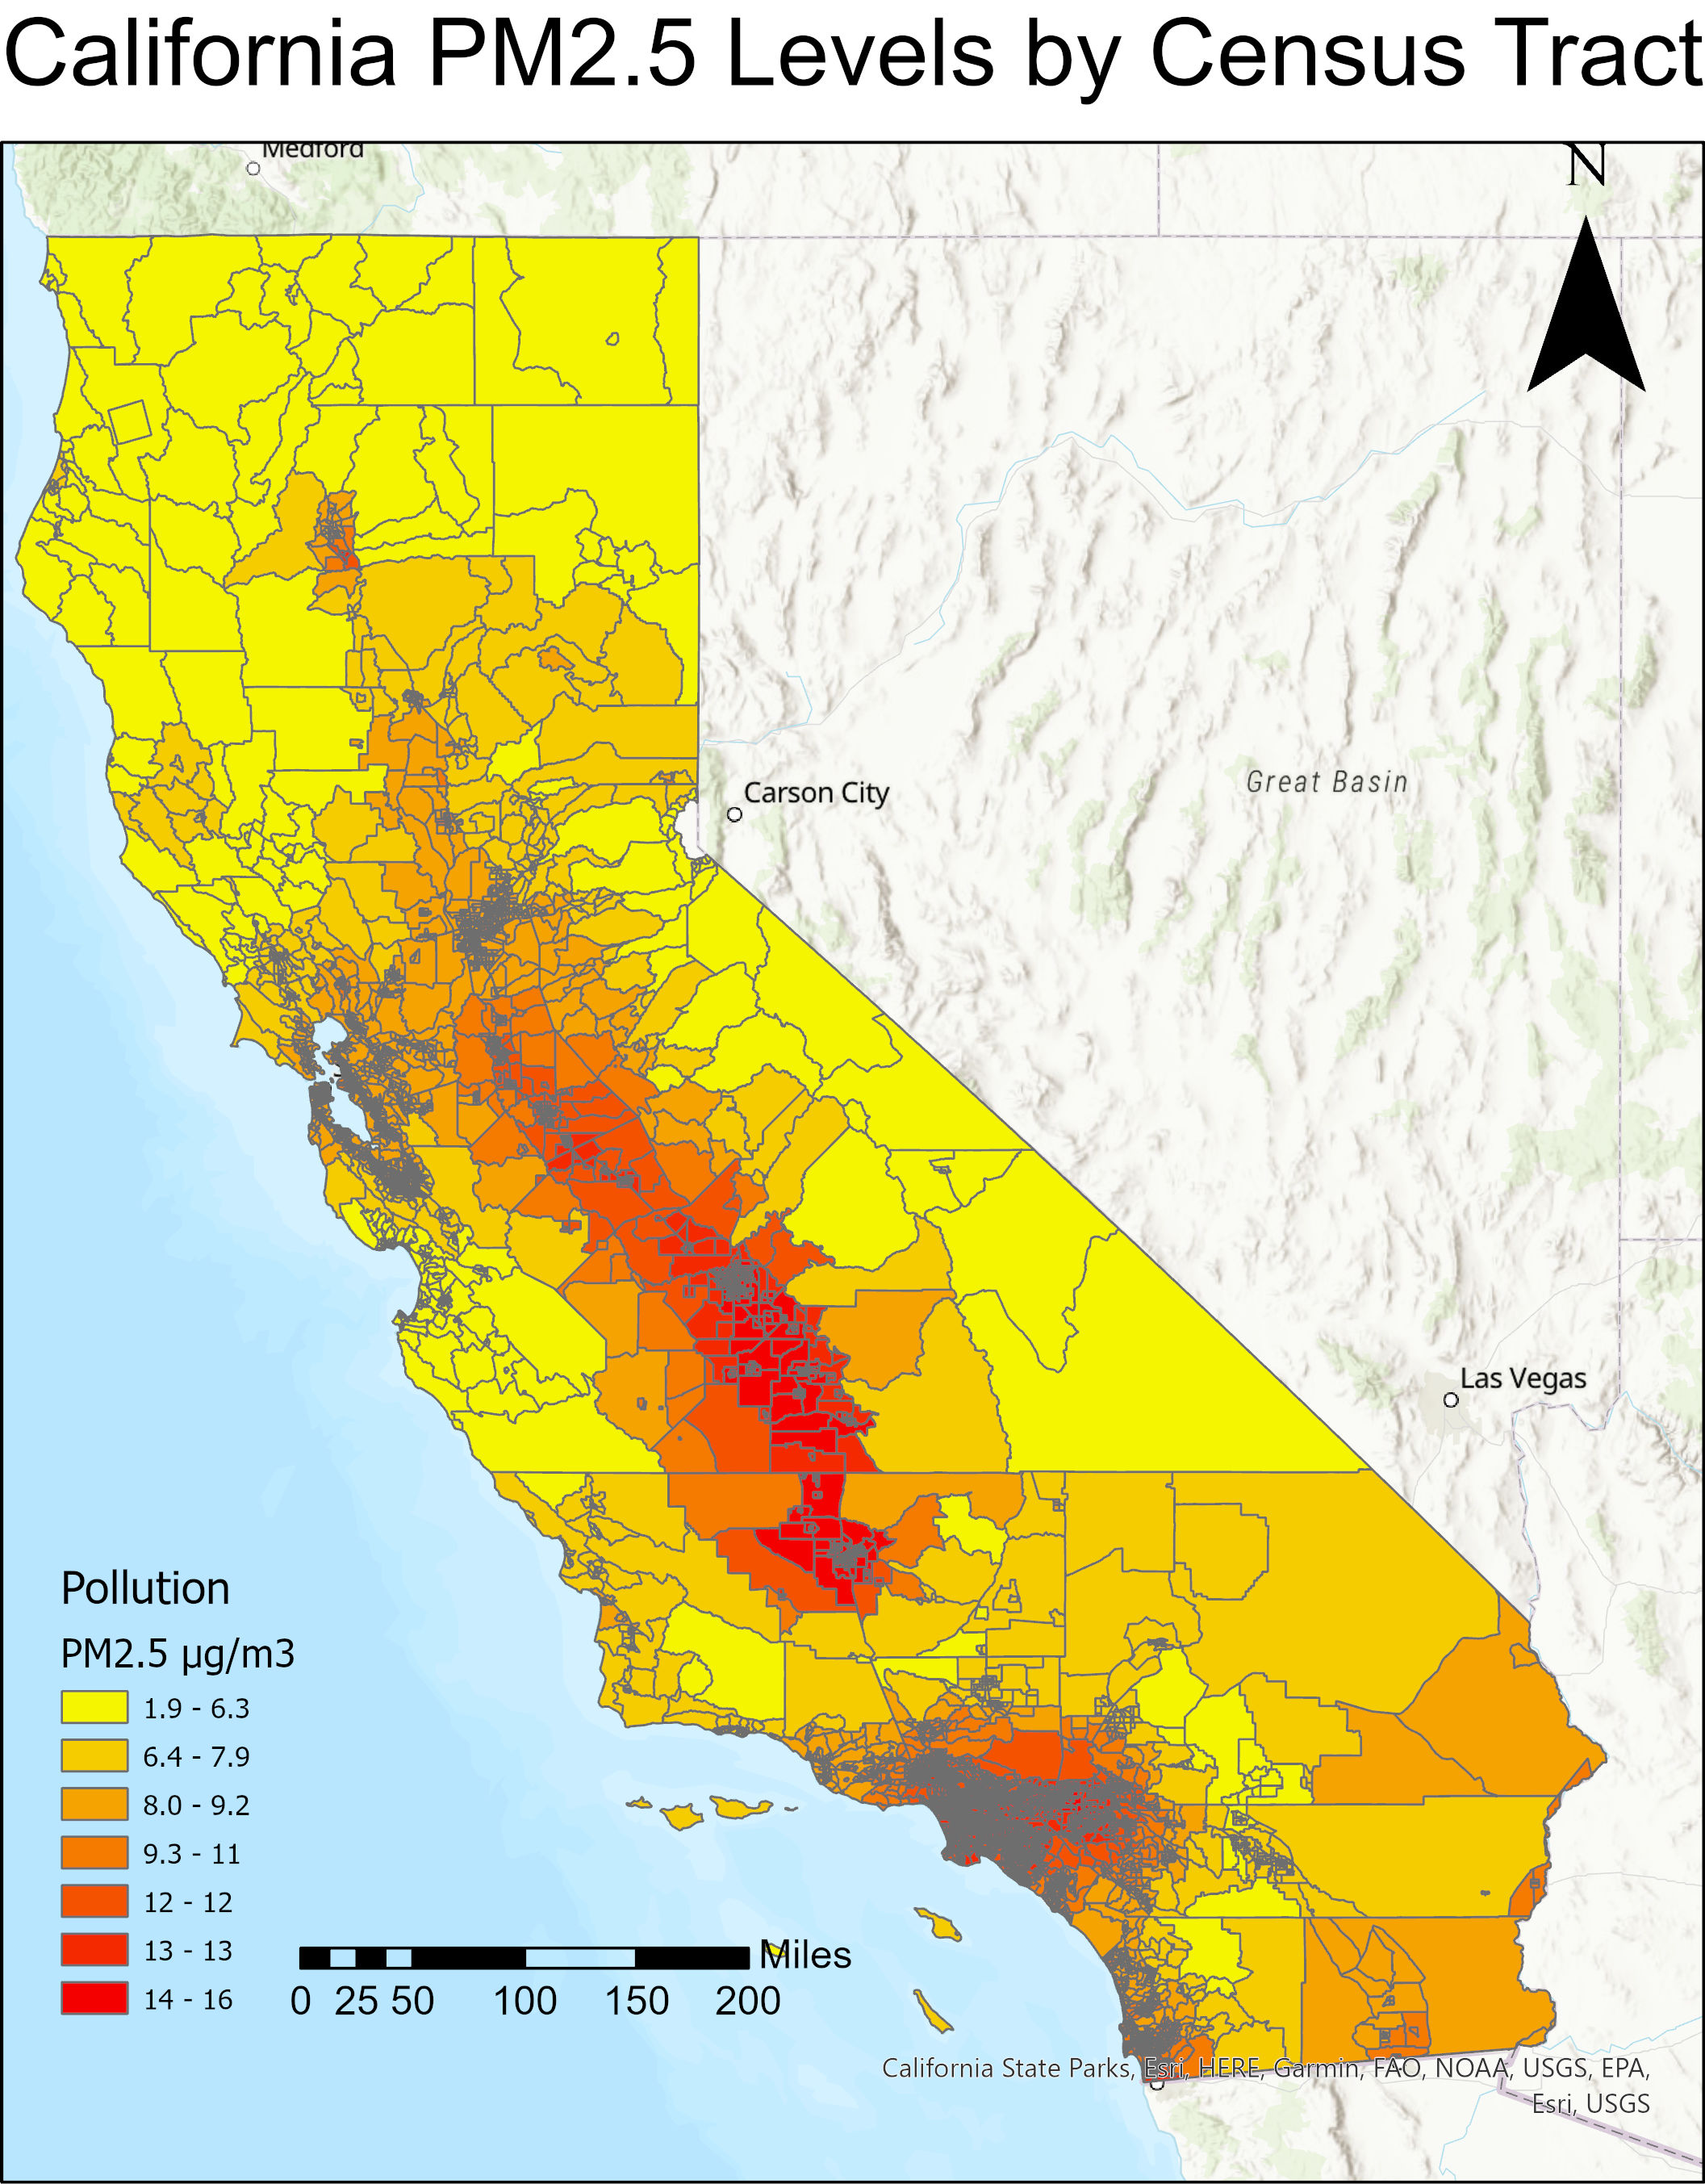 California PM2.5 Levels by Census Tract
Medford
N
Carson City
Great Basin
Las Vegas
Pollution
PM2.5 µg/m3
1.9 - 6.3
6.4 - 7.9
8.0 - 9.2
9.3 - 11
12 - 12
13 - 13
14 - 16
Miles
0 25 50 100 150 200
California State Parks, Esri, HERE, Garmin, FAO, NOAA, USGS, EPA,
Esri, USGS